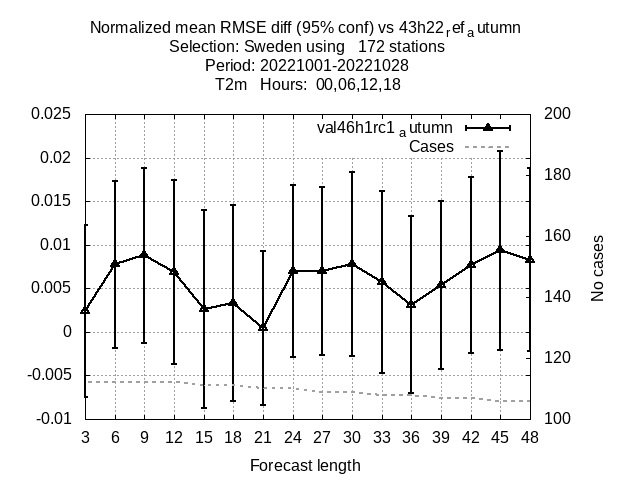 Normalized mean RMSE diff (95% conf) vs 43h22refautumn
Selection: Sweden using 172 stations
Period: 20221001-20221028
T2m Hours: 00,06,12,18
val46h1rc1autumn
Cases
0.025
0.02
0.015
0.01
0.005
0
-0.005
-0.01
200
180
160
140
120
100
No cases
3 6 9 12 15 18 21 24 27 30 33 36 39 42 45 48
Forecast length